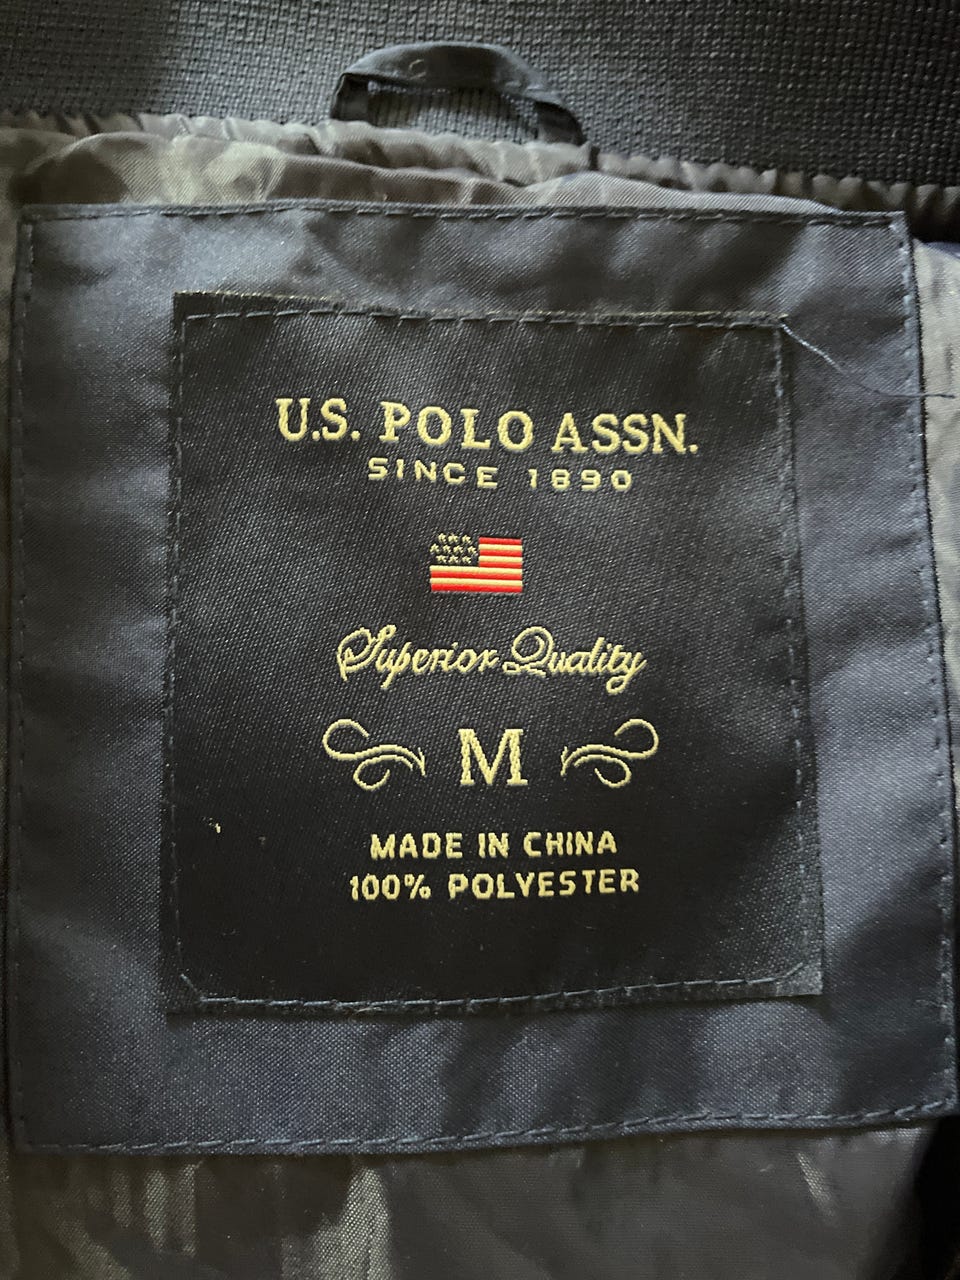 U.S. POLO ASSN.
SINCE 1890
Superior Quality
M
MADE IN CHINA
100% POLYESTER